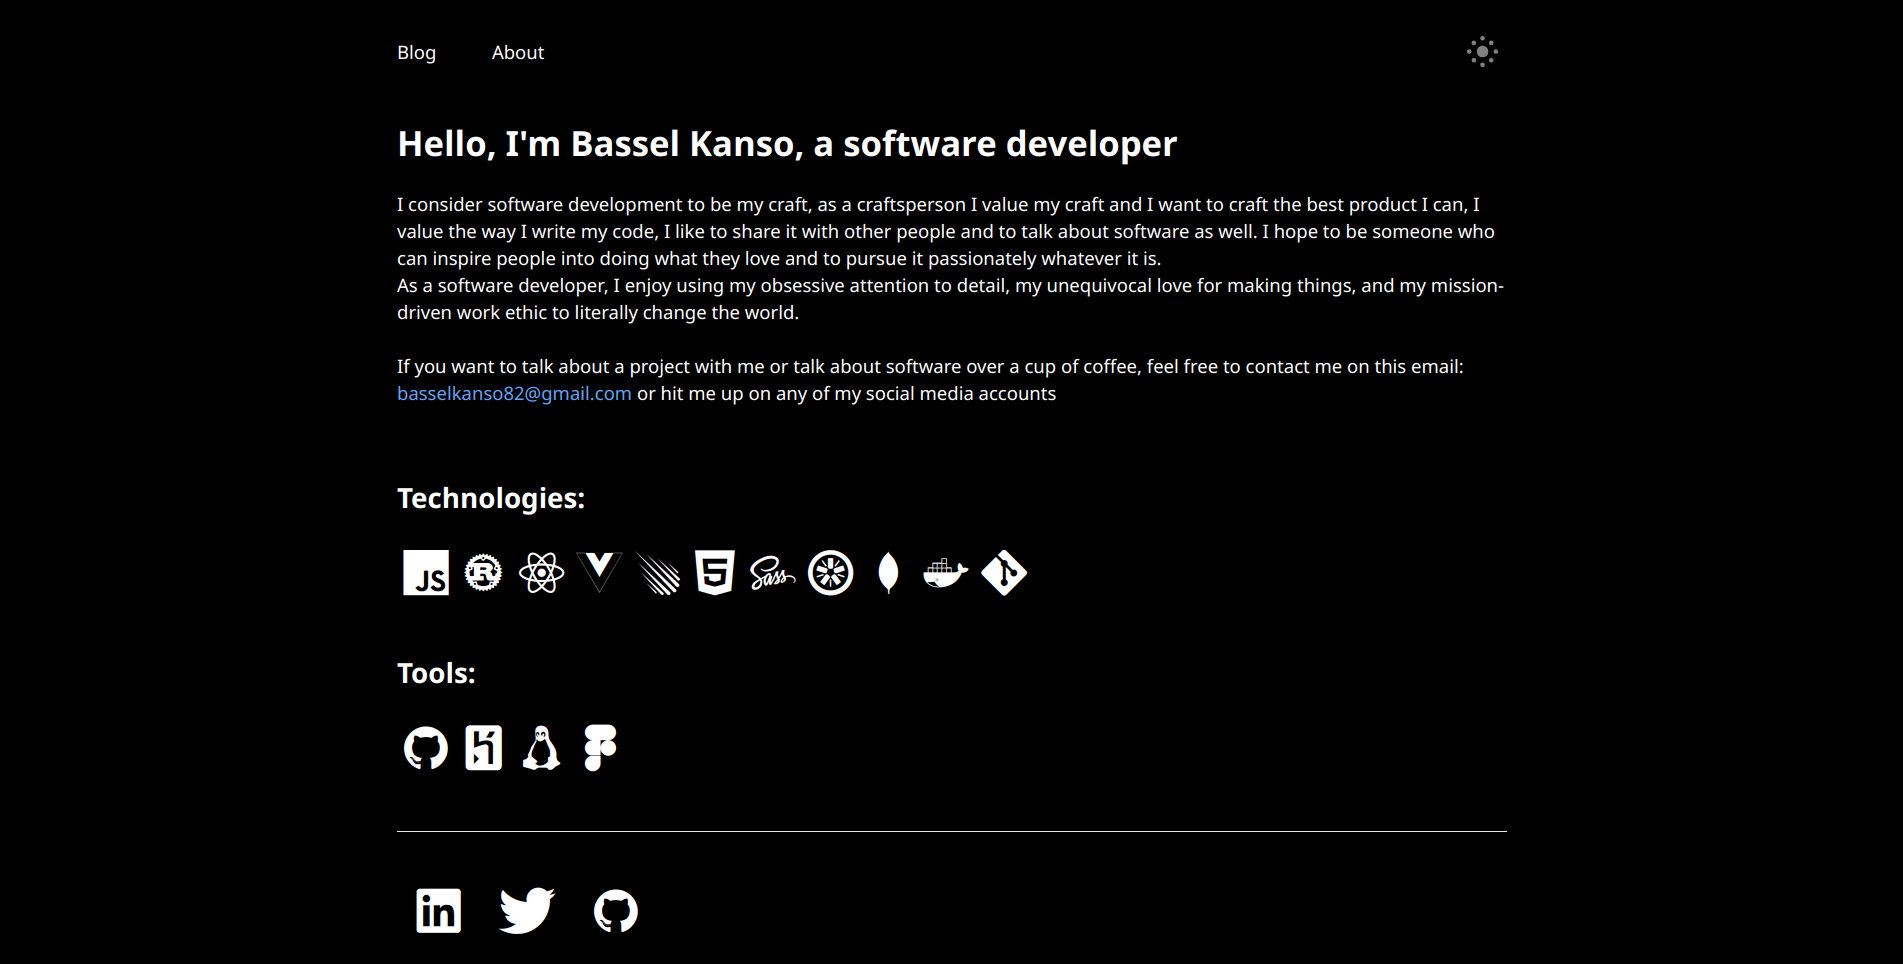 Blog About
Hello, I'm Bassel Kanso, a software developer
I consider software development to be my craft, as a craftsperson I value my craft and I want to craft the best product I can, I
value the way I write my code, I like to share it with other people and to talk about software as well. I hope to be someone who
can inspire people into doing what they love and to pursue it passionately whatever it is.
As a software developer, I enjoy using my obsessive attention to detail, my unequivocal love for making things, and my mission-
driven work ethic to literally change the world.
If you want to talk about a project with me or talk about software over a cup of coffee, feel free to contact me on this email:
basselkanso82@gmail.com or hit me up on any of my social media accounts
Technologies:
JS R 5 Sass
Tools:
in